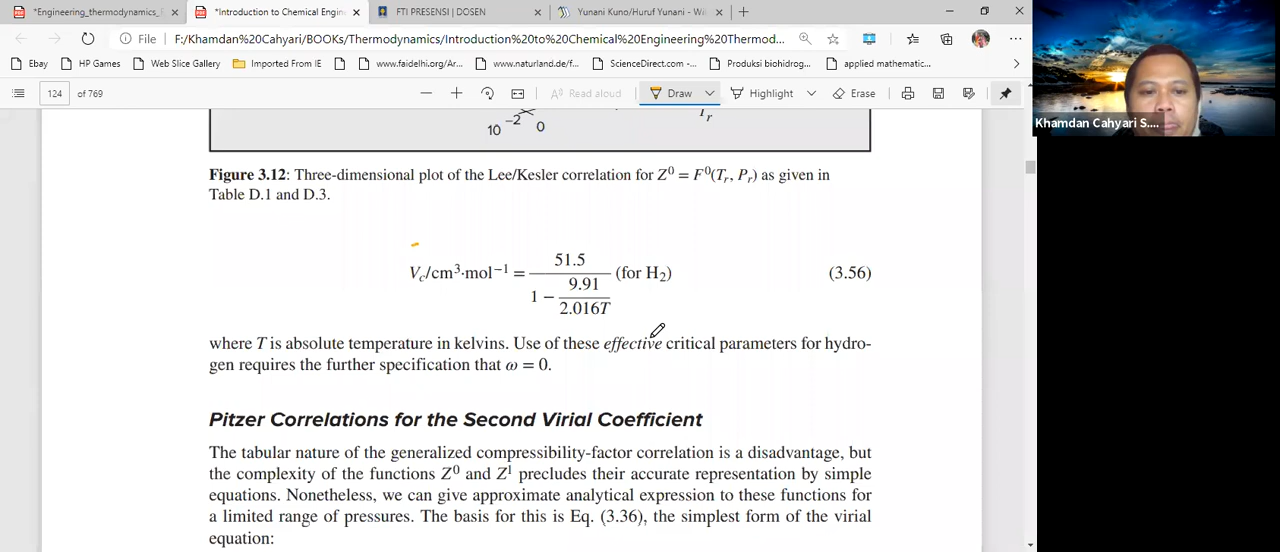 *Engineering_thermodynamics_
*Introduction to Chemical Engin
FTI PRESENSI | DOSEN
Yunani Kuno/Huruf Yunani - Wi
File
F:/Khamdan%20Cahyari/BOOKs/Thermodynamics/Introduction%20to%20Chemical%20Engineering%20Thermod...
Ebay
HP Games
Web Slice Gallery
Imported From IE
www.faidelhi.org/Ar...
www.naturland.de/f...
ScienceDirect.com -...
Produksi biohidrog...
applied mathematic...
124 of 769
Read aloud
Draw
Highlight
Erase
Khamdan Cahyari S....
10 −2 0
T_r
Figure 3.12: Three-dimensional plot of the Lee/Kesler correlation for Z⁰ = F⁰(T_r, P_r) as given in
Table D.1 and D.3.
V_c/cm³·mol⁻¹ = 51.5 / (1 − 9.91 / 2.016T) (for H₂) (3.56)
where T is absolute temperature in kelvins. Use of these effective critical parameters for hydro-
gen requires the further specification that ω = 0.
Pitzer Correlations for the Second Virial Coefficient
The tabular nature of the generalized compressibility-factor correlation is a disadvantage, but
the complexity of the functions Z⁰ and Z¹ precludes their accurate representation by simple
equations. Nonetheless, we can give approximate analytical expression to these functions for
a limited range of pressures. The basis for this is Eq. (3.36), the simplest form of the virial
equation: